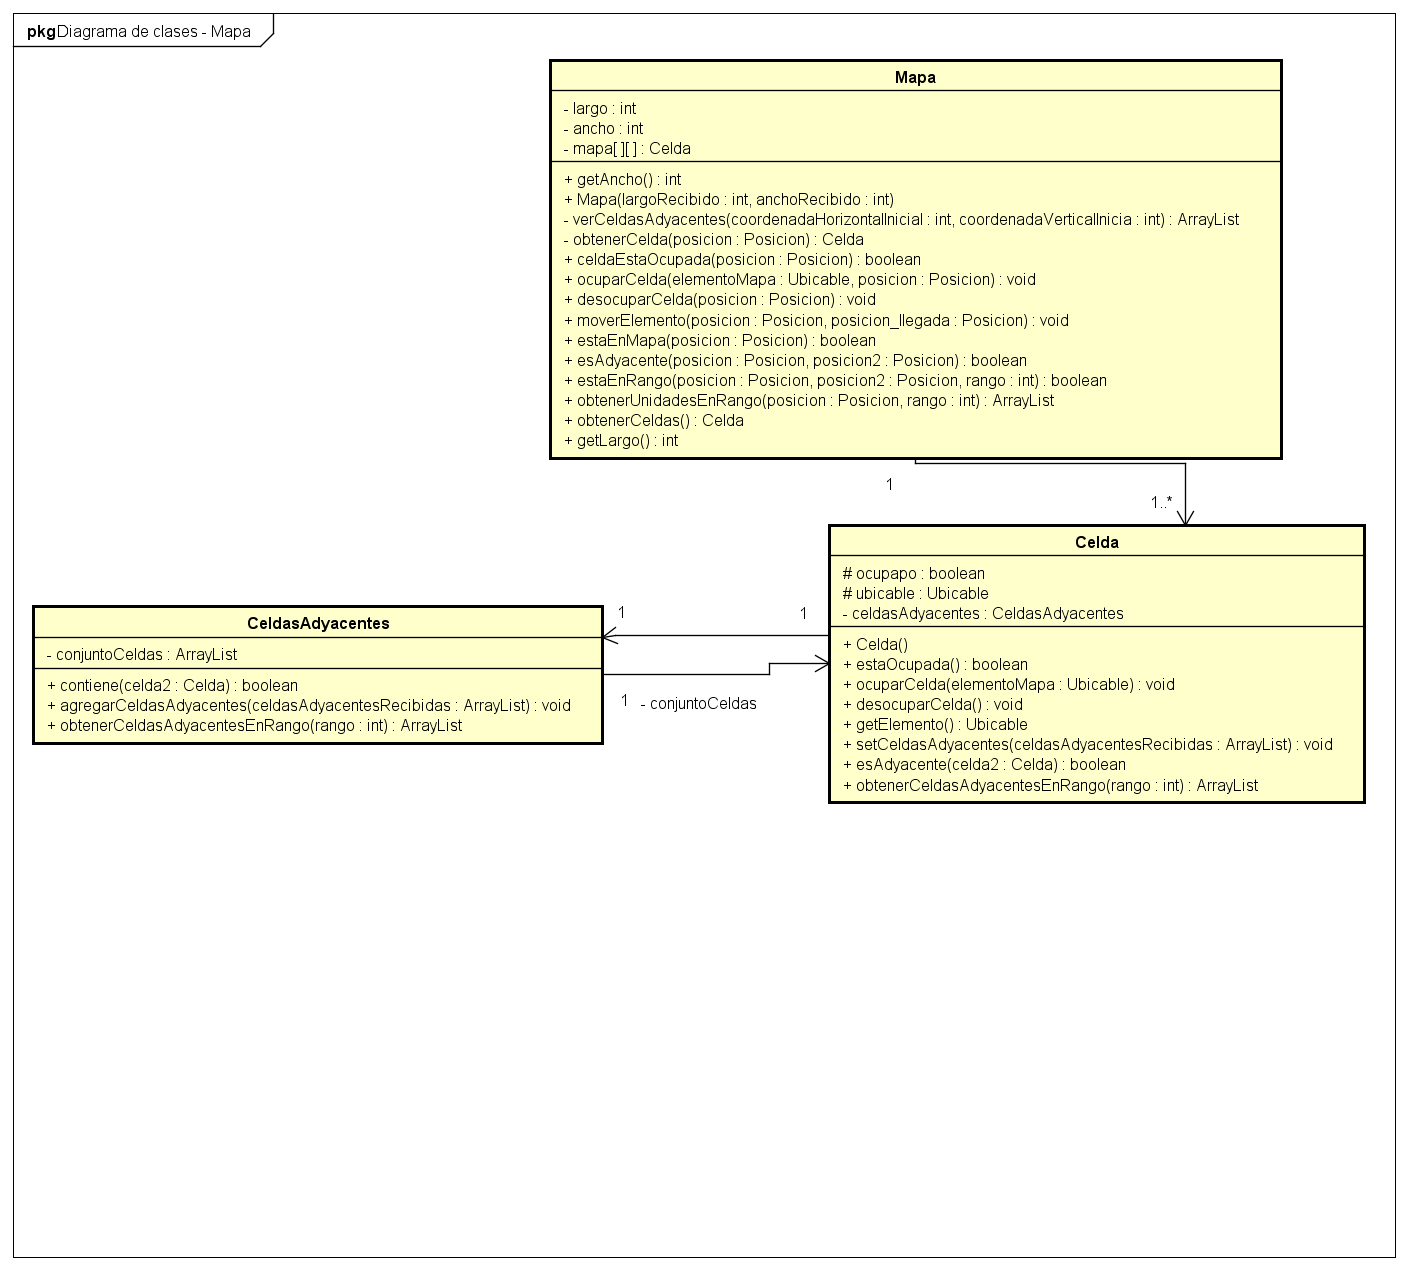 pkg Diagrama de clases - Mapa
Mapa
- largo : int
- ancho : int
- mapa[ ][ ] : Celda
+ getAncho() : int
+ Mapa(largoRecibido : int, anchoRecibido : int)
- verCeldasAdyacentes(coordenadaHorizontalInicial : int, coordenadaVerticalInicia : int) : ArrayList
- obtenerCelda(posicion : Posicion) : Celda
+ celdaEstaOcupada(posicion : Posicion) : boolean
+ ocuparCelda(elementoMapa : Ubicable, posicion : Posicion) : void
+ desocuparCelda(posicion : Posicion) : void
+ moverElemento(posicion : Posicion, posicion_llegada : Posicion) : void
+ estaEnMapa(posicion : Posicion) : boolean
+ esAdyacente(posicion : Posicion, posicion2 : Posicion) : boolean
+ estaEnRango(posicion : Posicion, posicion2 : Posicion, rango : int) : boolean
+ obtenerUnidadesEnRango(posicion : Posicion, rango : int) : ArrayList
+ obtenerCeldas() : Celda
+ getLargo() : int
1
1..*
Celda
# ocupapo : boolean
# ubicable : Ubicable
- celdasAdyacentes : CeldasAdyacentes
+ Celda()
+ estaOcupada() : boolean
+ ocuparCelda(elementoMapa : Ubicable) : void
+ desocuparCelda() : void
+ getElemento() : Ubicable
+ setCeldasAdyacentes(celdasAdyacentesRecibidas : ArrayList) : void
+ esAdyacente(celda2 : Celda) : boolean
+ obtenerCeldasAdyacentesEnRango(rango : int) : ArrayList
1
1
CeldasAdyacentes
- conjuntoCeldas : ArrayList
+ contiene(celda2 : Celda) : boolean
+ agregarCeldasAdyacentes(celdasAdyacentesRecibidas : ArrayList) : void
+ obtenerCeldasAdyacentesEnRango(rango : int) : ArrayList
1
- conjuntoCeldas